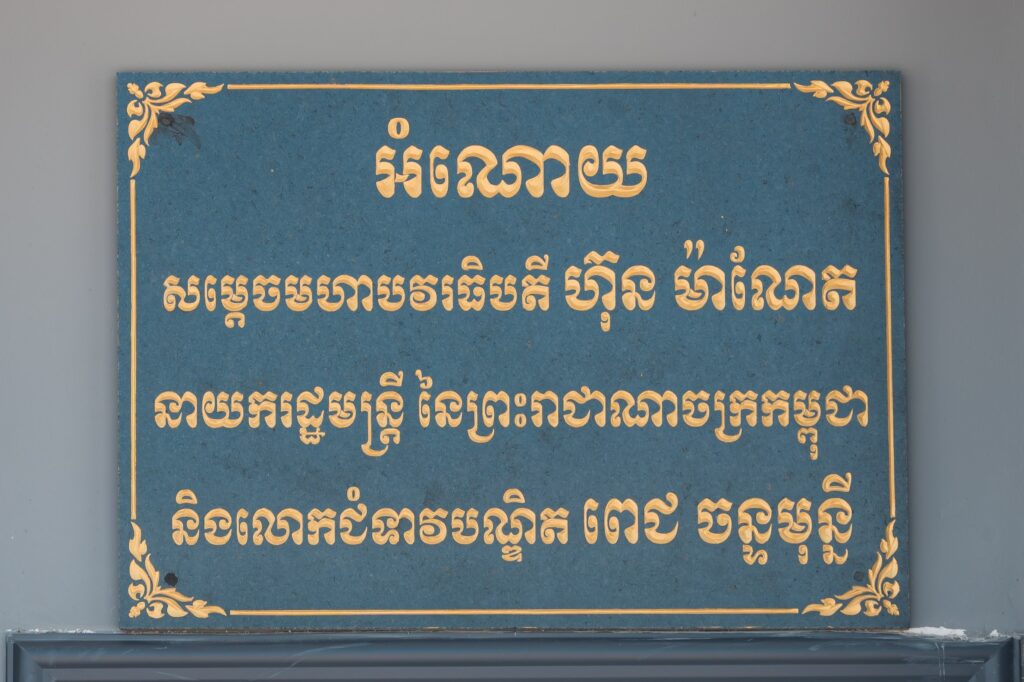 អំណោយ
សម្តេចមហាបវរធិបតី ហ៊ុន ម៉ាណែត
នាយករដ្ឋមន្ត្រី នៃព្រះរាជាណាចក្រកម្ពុជា
និងលោកជំទាវបណ្ឌិត ពេជ ចន្ទមុន្នី